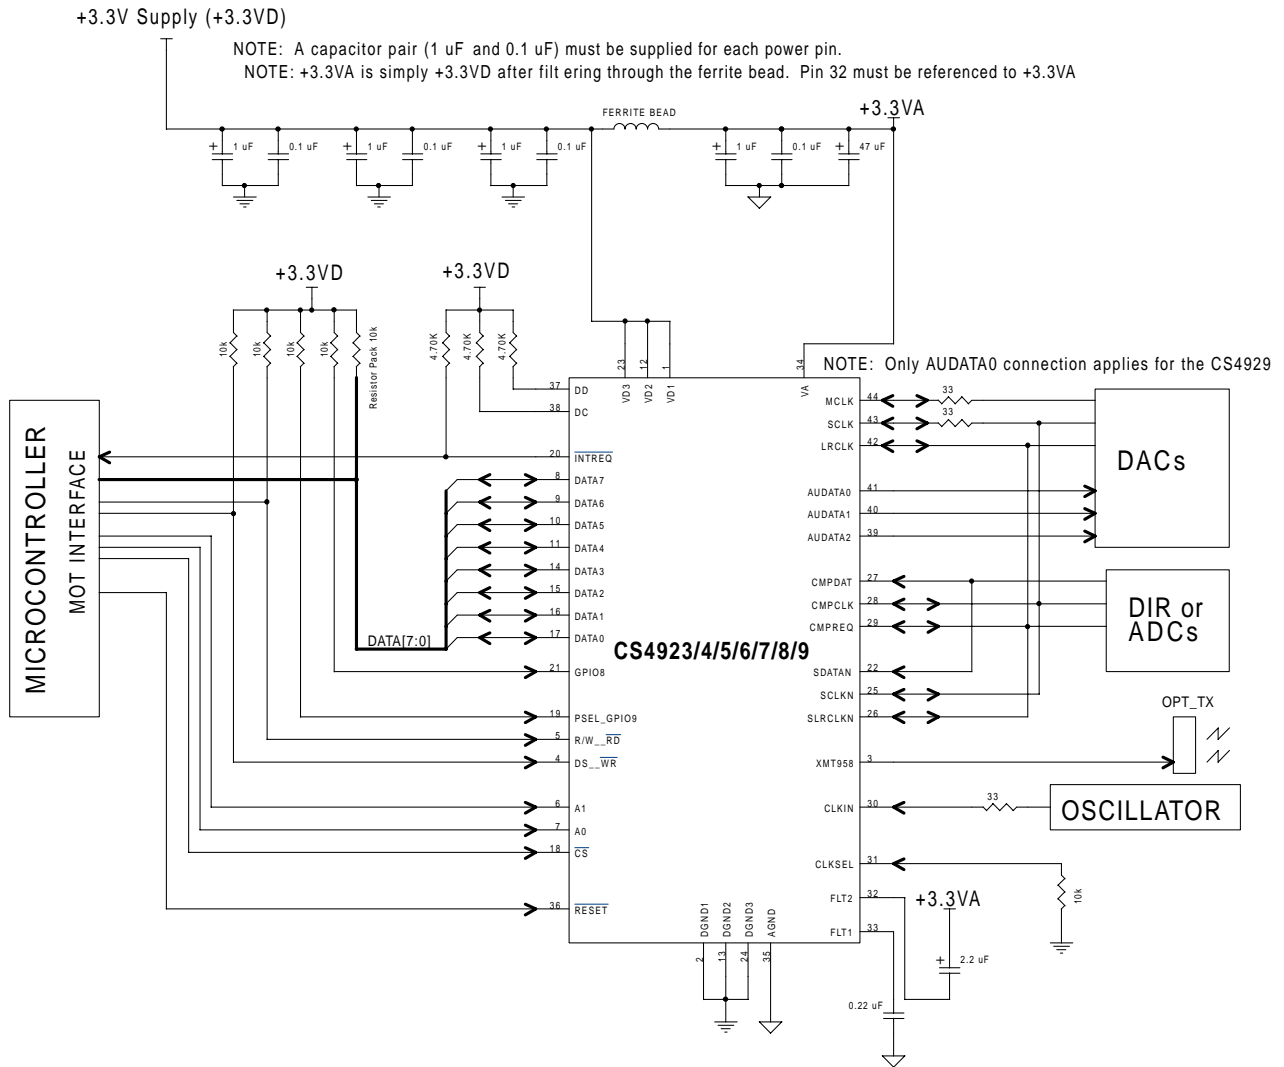 +3.3V Supply (+3.3VD)
NOTE: A capacitor pair (1 uF and 0.1 uF) must be supplied for each power pin.
NOTE: +3.3VA is simply +3.3VD after filt ering through the ferrite bead. Pin 32 must be referenced to +3.3VA
FERRITE BEAD
+3.3VA
+ 1 uF
0.1 uF
+ 1 uF
0.1 uF
+ 1 uF
0.1 uF
+ 1 uF
0.1 uF
+ 47 uF
+3.3VD
+3.3VD
10k
10k
10k
10k
Resistor Pack 10k
4.70K
4.70K
4.70K
23
12
1
34
VD3
VD2
VD1
VA
NOTE: Only AUDATA0 connection applies for the CS4929
MICROCONTROLLER
MOT INTERFACE
DATA[7:0]
37 DD
38 DC
20 INTREQ
8 DATA7
9 DATA6
10 DATA5
11 DATA4
14 DATA3
15 DATA2
16 DATA1
17 DATA0
21 GPIO8
19 PSEL_GPIO9
5 R/W__RD
4 DS__WR
6 A1
7 A0
18 CS
36 RESET
CS4923/4/5/6/7/8/9
MCLK 44 33
SCLK 43 33
LRCLK 42
AUDATA0 41
AUDATA1 40
AUDATA2 39
DACs
CMPDAT 27
CMPCLK 28
CMPREQ 29
DIR or
ADCs
SDATAN 22
SCLKN 25
SLRCLKN 26
OPT_TX
XMT958 3
CLKIN 30 33
OSCILLATOR
CLKSEL 31
10k
FLT2 32
+3.3VA
FLT1 33
+ 2.2 uF
0.22 uF
DGND1
DGND2
DGND3
AGND
2
13
24
35